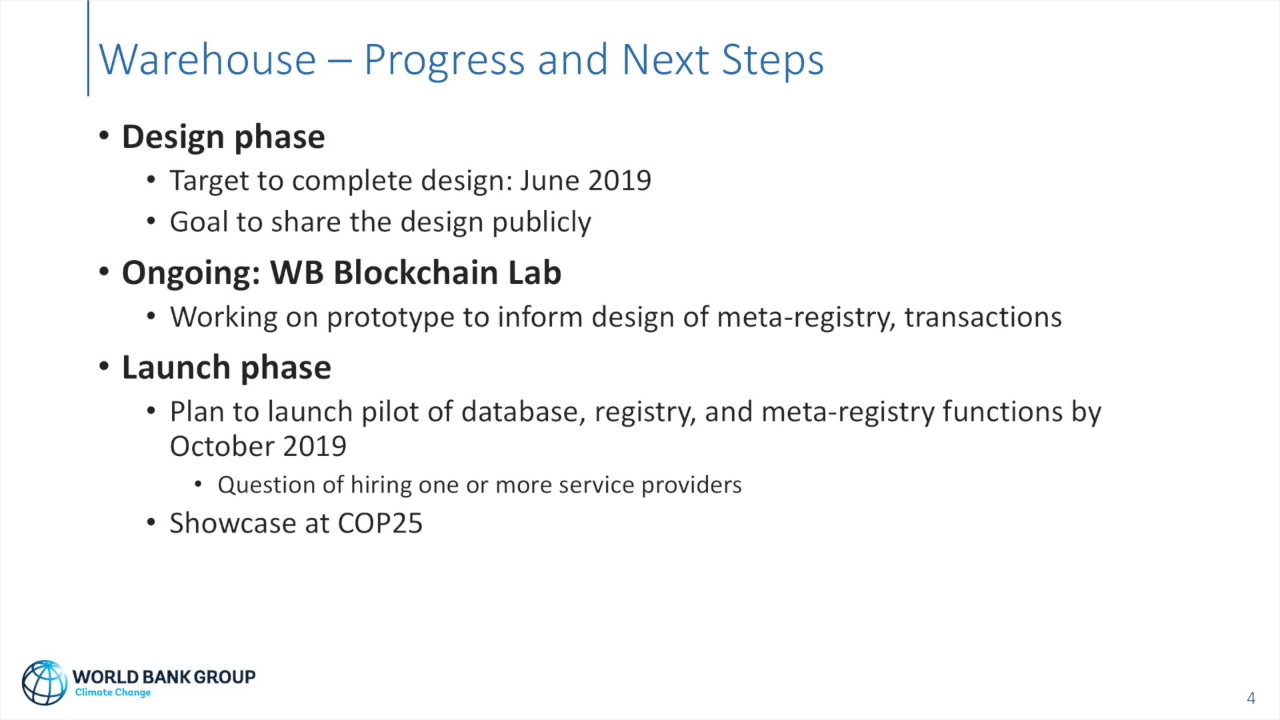 Warehouse – Progress and Next Steps
• Design phase
• Target to complete design: June 2019
• Goal to share the design publicly
• Ongoing: WB Blockchain Lab
• Working on prototype to inform design of meta-registry, transactions
• Launch phase
• Plan to launch pilot of database, registry, and meta-registry functions by
October 2019
• Question of hiring one or more service providers
• Showcase at COP25
WORLD BANK GROUP
Climate Change
4